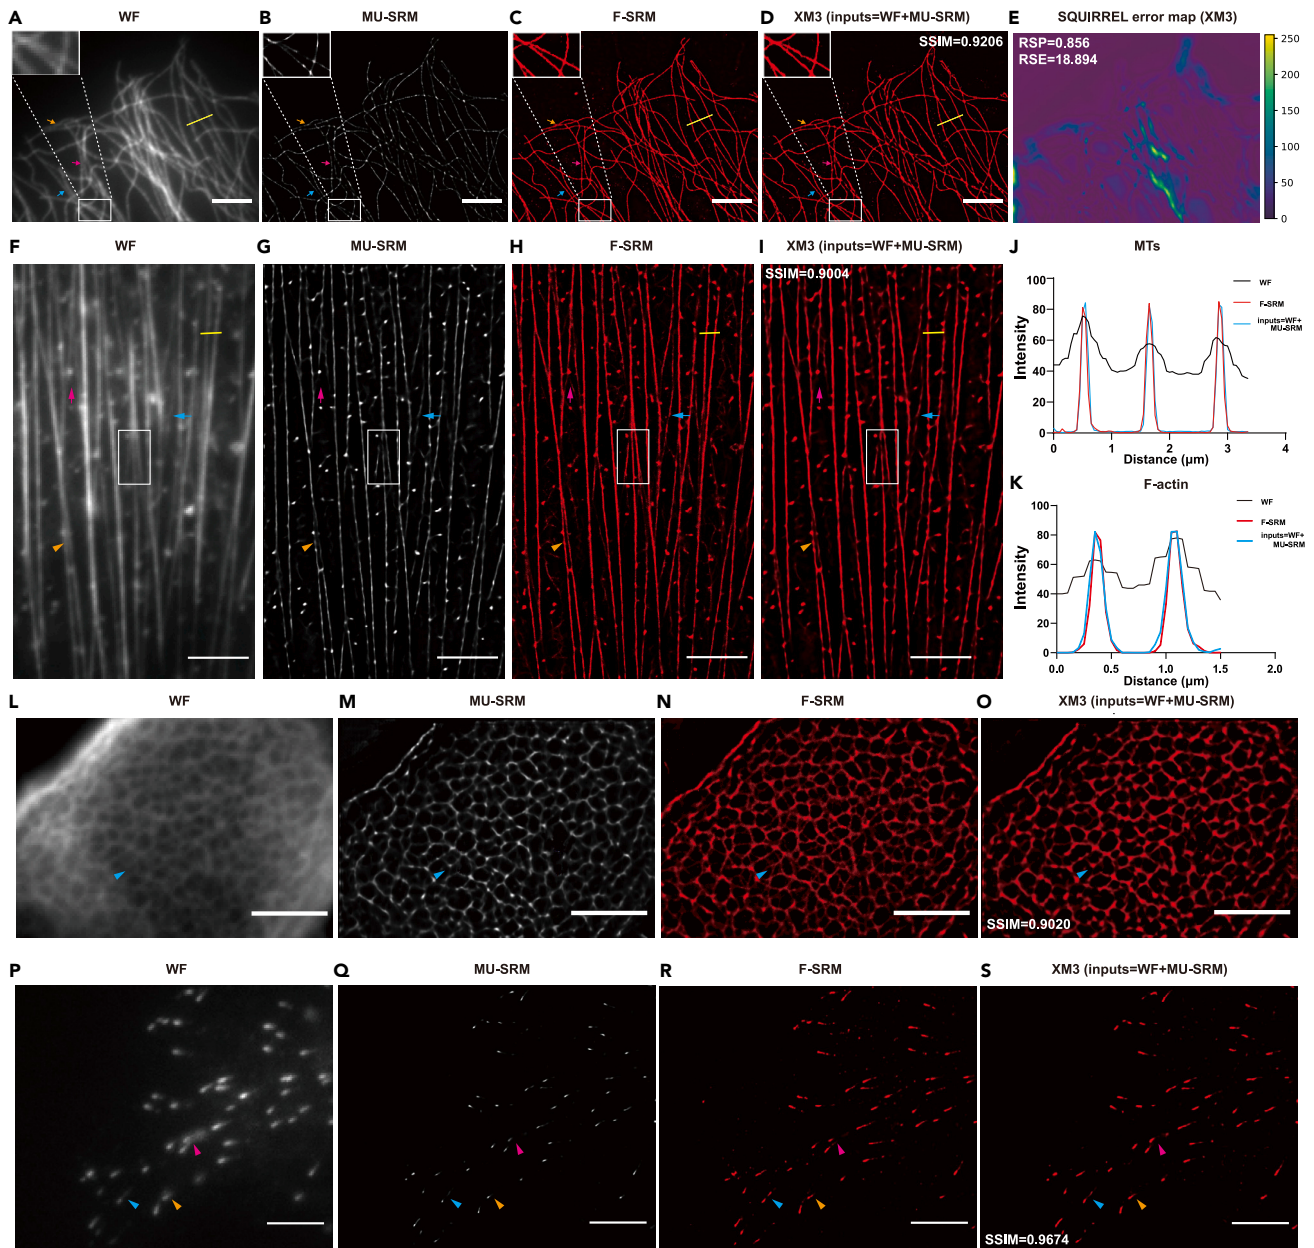 A WF
B MU-SRM
C F-SRM
D XM3 (inputs=WF+MU-SRM)
SSIM=0.9206
E SQUIRREL error map (XM3)
RSP=0.856
RSE=18.894
250
200
150
100
50
0
F WF
G MU-SRM
H F-SRM
I XM3 (inputs=WF+MU-SRM)
SSIM=0.9004
J MTs
Intensity
100
80
60
40
20
0
0 1 2 3 4
Distance (μm)
WF
F-SRM
inputs=WF+
MU-SRM
K F-actin
Intensity
100
80
60
40
20
0
0.0 0.5 1.0 1.5 2.0
Distance (μm)
WF
F-SRM
inputs=WF+
MU-SRM
L WF
M MU-SRM
N F-SRM
O XM3 (inputs=WF+MU-SRM)
SSIM=0.9020
P WF
Q MU-SRM
R F-SRM
S XM3 (inputs=WF+MU-SRM)
SSIM=0.9674